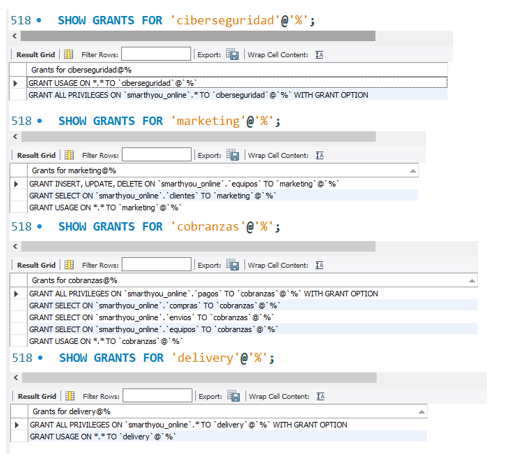 518 SHOW GRANTS FOR 'ciberseguridad'@'%';
Result Grid Filter Rows: Export: Wrap Cell Content:
Grants for ciberseguridad@%
GRANT USAGE ON *.* TO `ciberseguridad`@`%`
GRANT ALL PRIVILEGES ON `smarthyou_online`.* TO `ciberseguridad`@`%` WITH GRANT OPTION
518 SHOW GRANTS FOR 'marketing'@'%';
Result Grid Filter Rows: Export: Wrap Cell Content:
Grants for marketing@%
GRANT INSERT, UPDATE, DELETE ON `smarthyou_online`.`equipos` TO `marketing`@`%`
GRANT SELECT ON `smarthyou_online`.`clientes` TO `marketing`@`%`
GRANT USAGE ON *.* TO `marketing`@`%`
518 SHOW GRANTS FOR 'cobranzas'@'%';
Result Grid Filter Rows: Export: Wrap Cell Content:
Grants for cobranzas@%
GRANT ALL PRIVILEGES ON `smarthyou_online`.`pagos` TO `cobranzas`@`%` WITH GRANT OPTION
GRANT SELECT ON `smarthyou_online`.`compras` TO `cobranzas`@`%`
GRANT SELECT ON `smarthyou_online`.`envios` TO `cobranzas`@`%`
GRANT SELECT ON `smarthyou_online`.`equipos` TO `cobranzas`@`%`
GRANT USAGE ON *.* TO `cobranzas`@`%`
518 SHOW GRANTS FOR 'delivery'@'%';
Result Grid Filter Rows: Export: Wrap Cell Content:
Grants for delivery@%
GRANT ALL PRIVILEGES ON `smarthyou_online`.* TO `delivery`@`%` WITH GRANT OPTION
GRANT USAGE ON *.* TO `delivery`@`%`